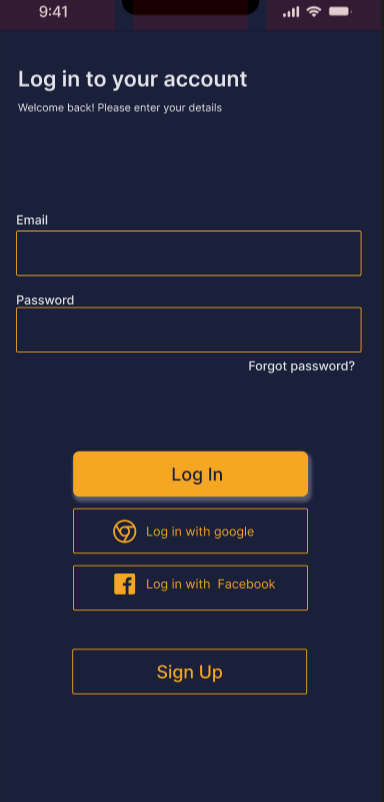 9:41
Log in to your account
Welcome back! Please enter your details
Email
Password
Forgot password?
Log In
Log in with google
Log in with  Facebook
Sign Up